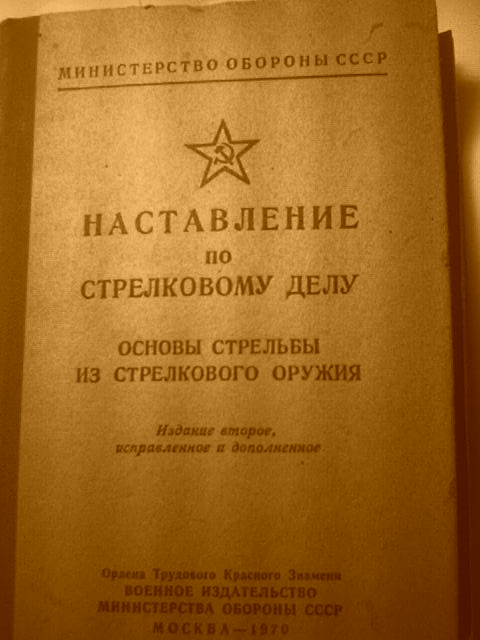 МИНИСТЕРСТВО ОБОРОНЫ СССР
НАСТАВЛЕНИЕ
ПО
СТРЕЛКОВОМУ ДЕЛУ
ОСНОВЫ СТРЕЛЬБЫ
ИЗ СТРЕЛКОВОГО ОРУЖИЯ
Издание второе,
исправленное и дополненное
Ордена Трудового Красного Знамени
ВОЕННОЕ ИЗДАТЕЛЬСТВО
МИНИСТЕРСТВА ОБОРОНЫ СССР
МОСКВА—1970